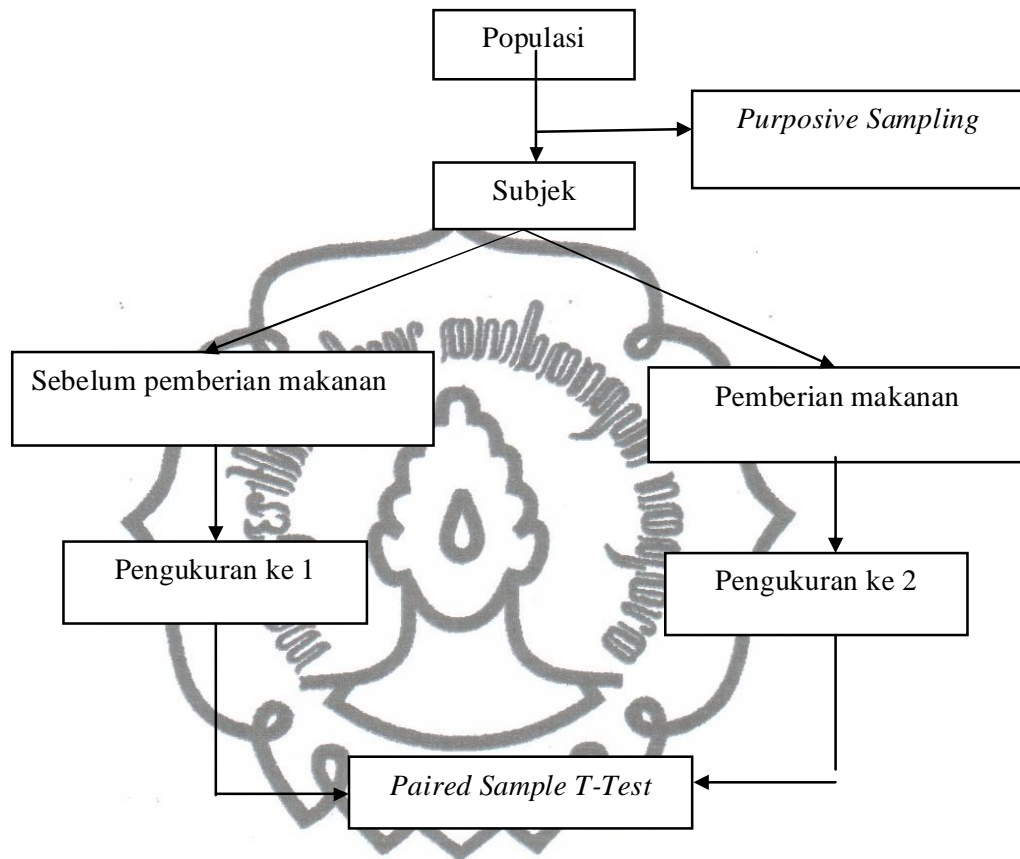 Populasi
Purposive Sampling
Subjek
Sebelum pemberian makanan
Pemberian makanan
Pengukuran ke 1
Pengukuran ke 2
Paired Sample T-Test